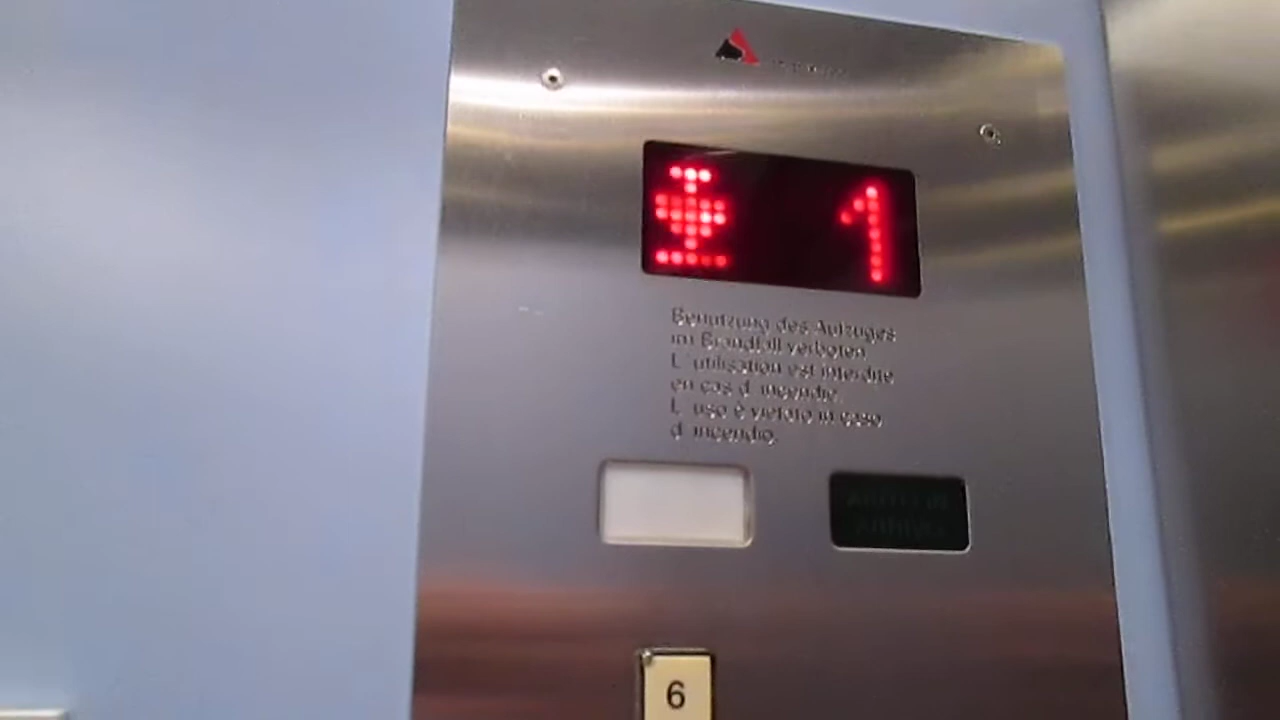 1
Benutzung des Aufzuges
im Brandfall verboten.
L'utilisation est interdite
en cas d'incendie.
L'uso è vietato in caso
d'incendio.
6